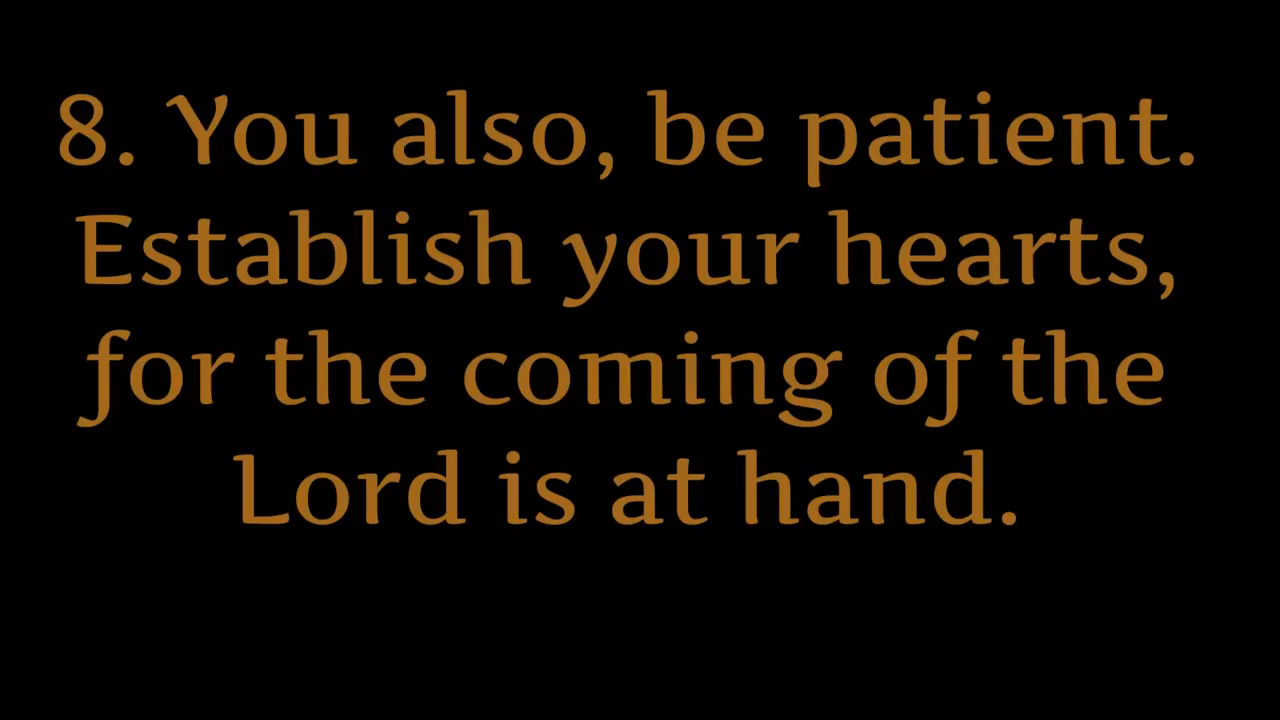 8. You also, be patient.
Establish your hearts,
for the coming of the
Lord is at hand.